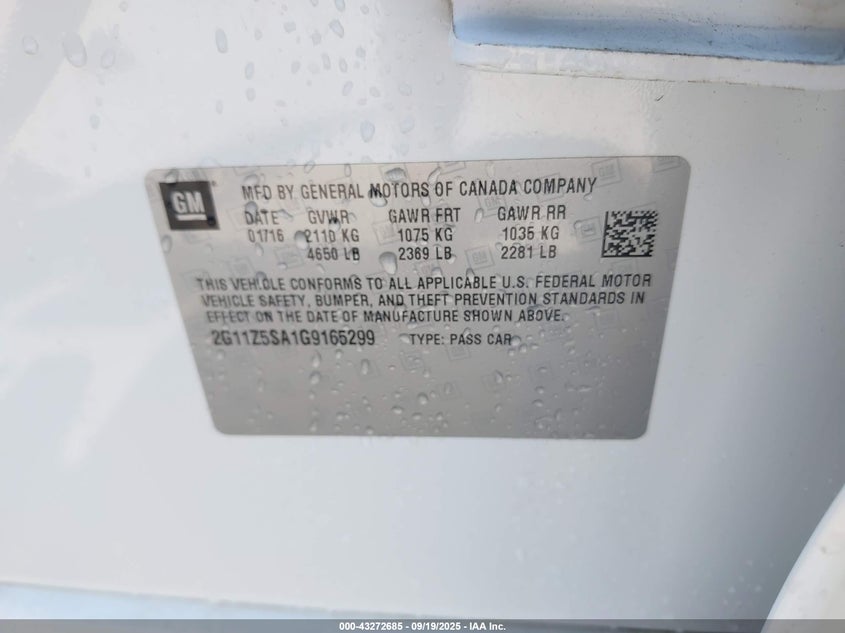 GM
MFD BY GENERAL MOTORS OF CANADA COMPANY
DATE GVWR GAWR FRT GAWR RR
01/16 2110 KG 1075 KG 1035 KG
4650 LB 2369 LB 2281 LB
THIS VEHICLE CONFORMS TO ALL APPLICABLE U.S. FEDERAL MOTOR
VEHICLE SAFETY, BUMPER, AND THEFT PREVENTION STANDARDS IN
EFFECT ON THE DATE OF MANUFACTURE SHOWN ABOVE.
2G11Z5SA1G9165299 TYPE: PASS CAR
000-43272685 - 09/19/2025 - IAA Inc.